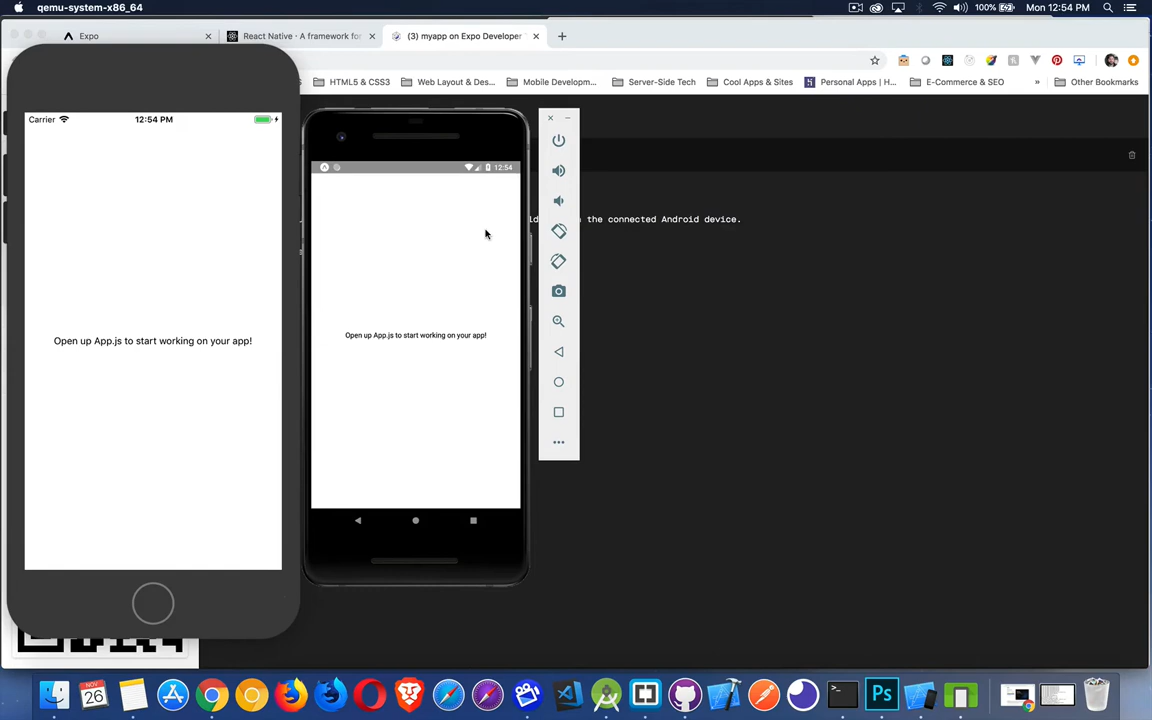 qemu-system-x86_64
100%
Mon 12:54 PM
Expo
React Native · A framework for
(3) myapp on Expo Developer
HTML5 & CSS3
Web Layout & Des...
Mobile Developm...
Server-Side Tech
Cool Apps & Sites
Personal Apps | H...
E-Commerce & SEO
»
Other Bookmarks
Carrier
12:54 PM
12:54
the connected Android device.
Open up App.js to start working on your app!
Open up App.js to start working on your app!
NOV
26
Ps